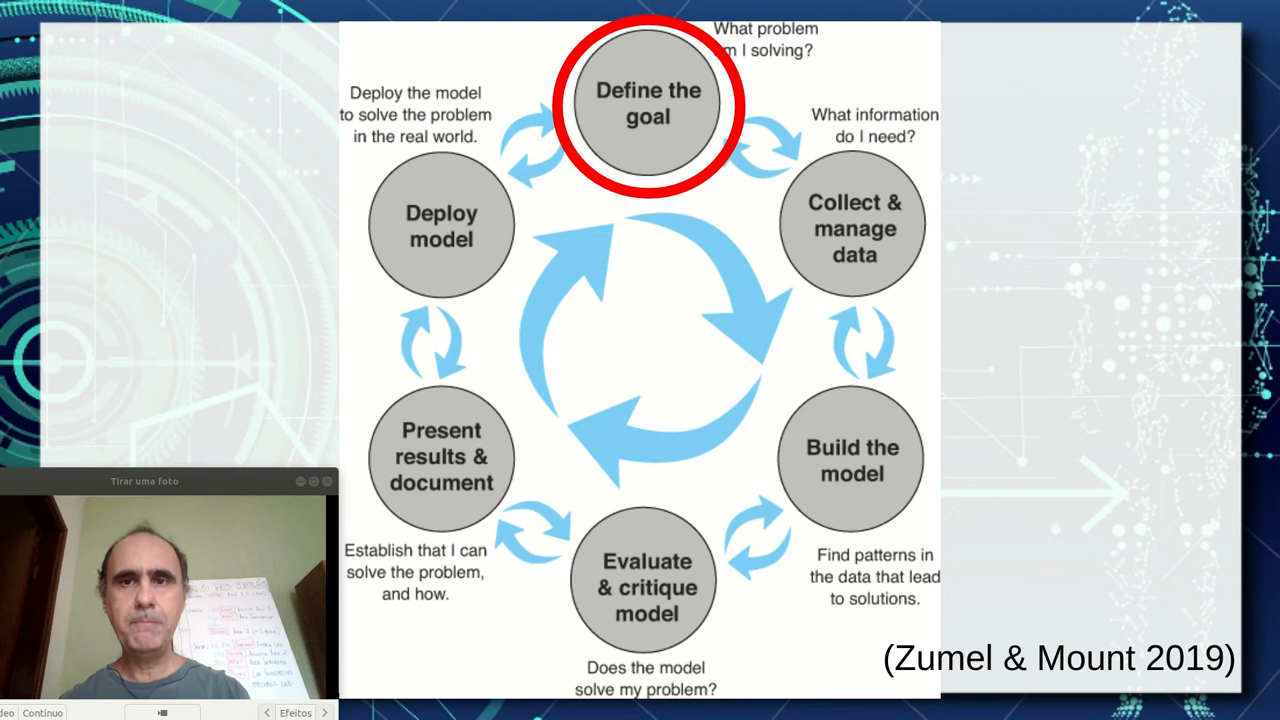 What problem
m I solving?
Define the
goal
Deploy the model
to solve the problem
in the real world.
What information
do I need?
Deploy
model
Collect &
manage
data
Present
results &
document
Build the
model
Establish that I can
solve the problem,
and how.
Evaluate
& critique
model
Find patterns in
the data that lead
to solutions.
Does the model
solve my problem?
(Zumel & Mount 2019)
Tirar uma foto
deo
Contínuo
Efeitos